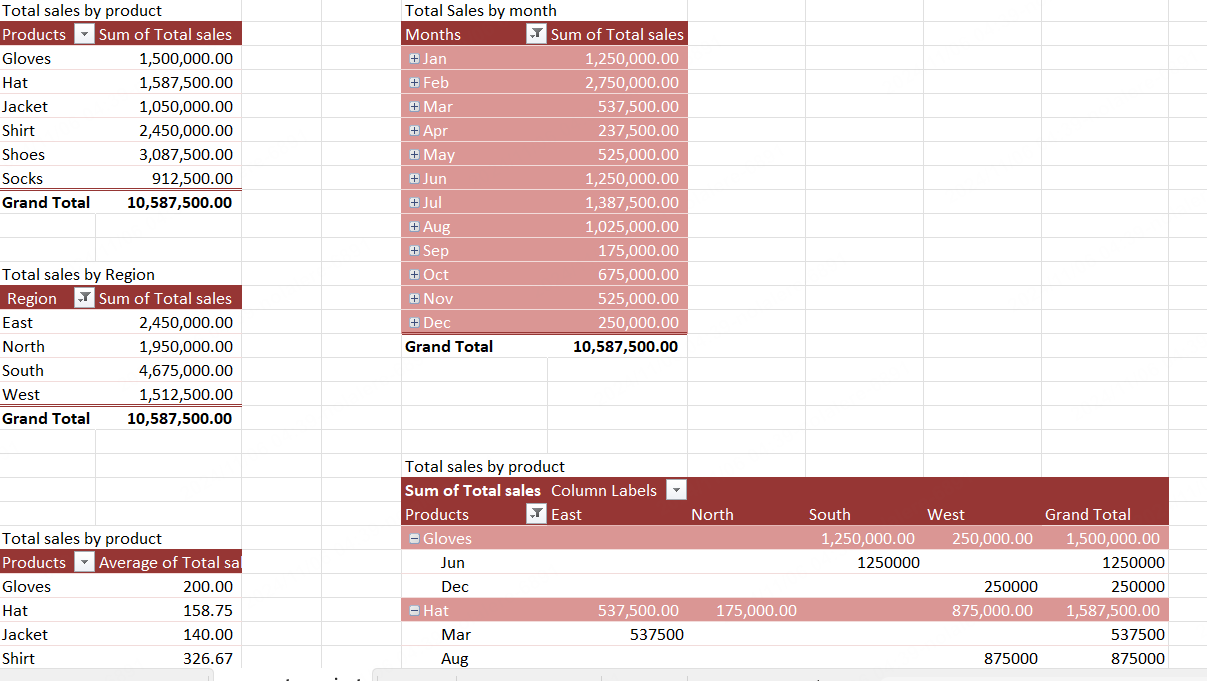 Total sales by product
Products Sum of Total sales
Gloves 1,500,000.00
Hat 1,587,500.00
Jacket 1,050,000.00
Shirt 2,450,000.00
Shoes 3,087,500.00
Socks 912,500.00
Grand Total 10,587,500.00
Total sales by Region
Region Sum of Total sales
East 2,450,000.00
North 1,950,000.00
South 4,675,000.00
West 1,512,500.00
Grand Total 10,587,500.00
Total sales by product
Products Average of Total sal
Gloves 200.00
Hat 158.75
Jacket 140.00
Shirt 326.67
Total Sales by month
Months Sum of Total sales
Jan 1,250,000.00
Feb 2,750,000.00
Mar 537,500.00
Apr 237,500.00
May 525,000.00
Jun 1,250,000.00
Jul 1,387,500.00
Aug 1,025,000.00
Sep 175,000.00
Oct 675,000.00
Nov 525,000.00
Dec 250,000.00
Grand Total 10,587,500.00
Total sales by product
Sum of Total sales Column Labels
Products East North South West Grand Total
Gloves 1,250,000.00 250,000.00 1,500,000.00
Jun 1250000 1250000
Dec 250000 250000
Hat 537,500.00 175,000.00 875,000.00 1,587,500.00
Mar 537500 537500
Aug 875000 875000